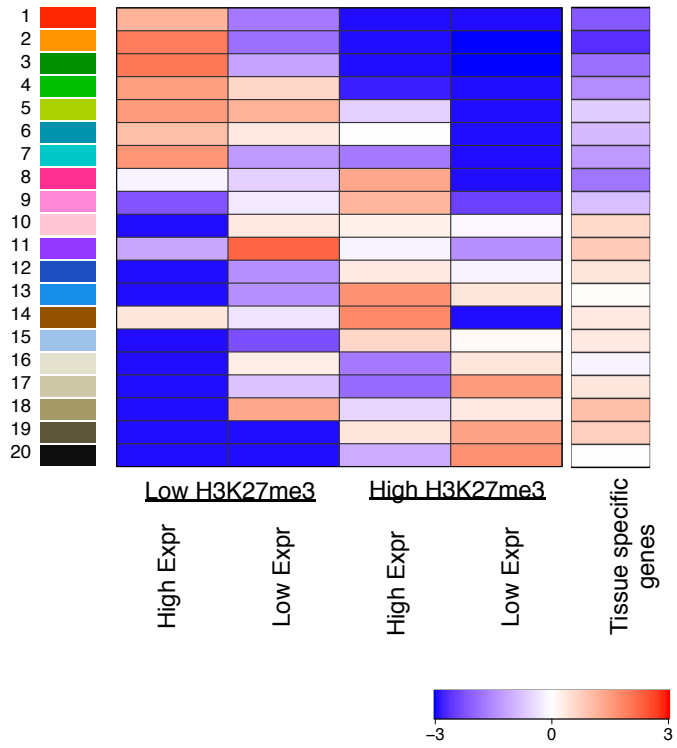 1
2
3
4
5
6
7
8
9
10
11
12
13
14
15
16
17
18
19
20
Low H3K27me3 High H3K27me3
High Expr
Low Expr
High Expr
Low Expr
Tissue specific
genes
−3 0 3